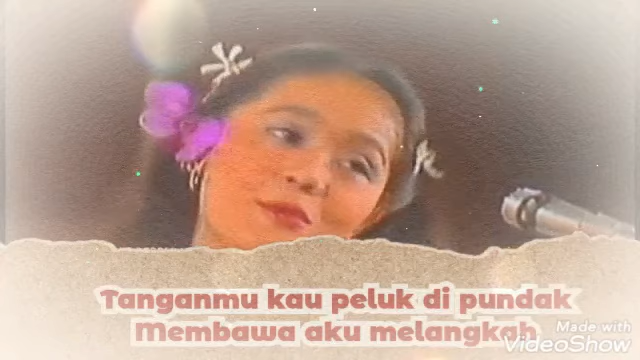 Tanganmu kau peluk di pundak
Membawa aku melangkah
Made with
VideoShow